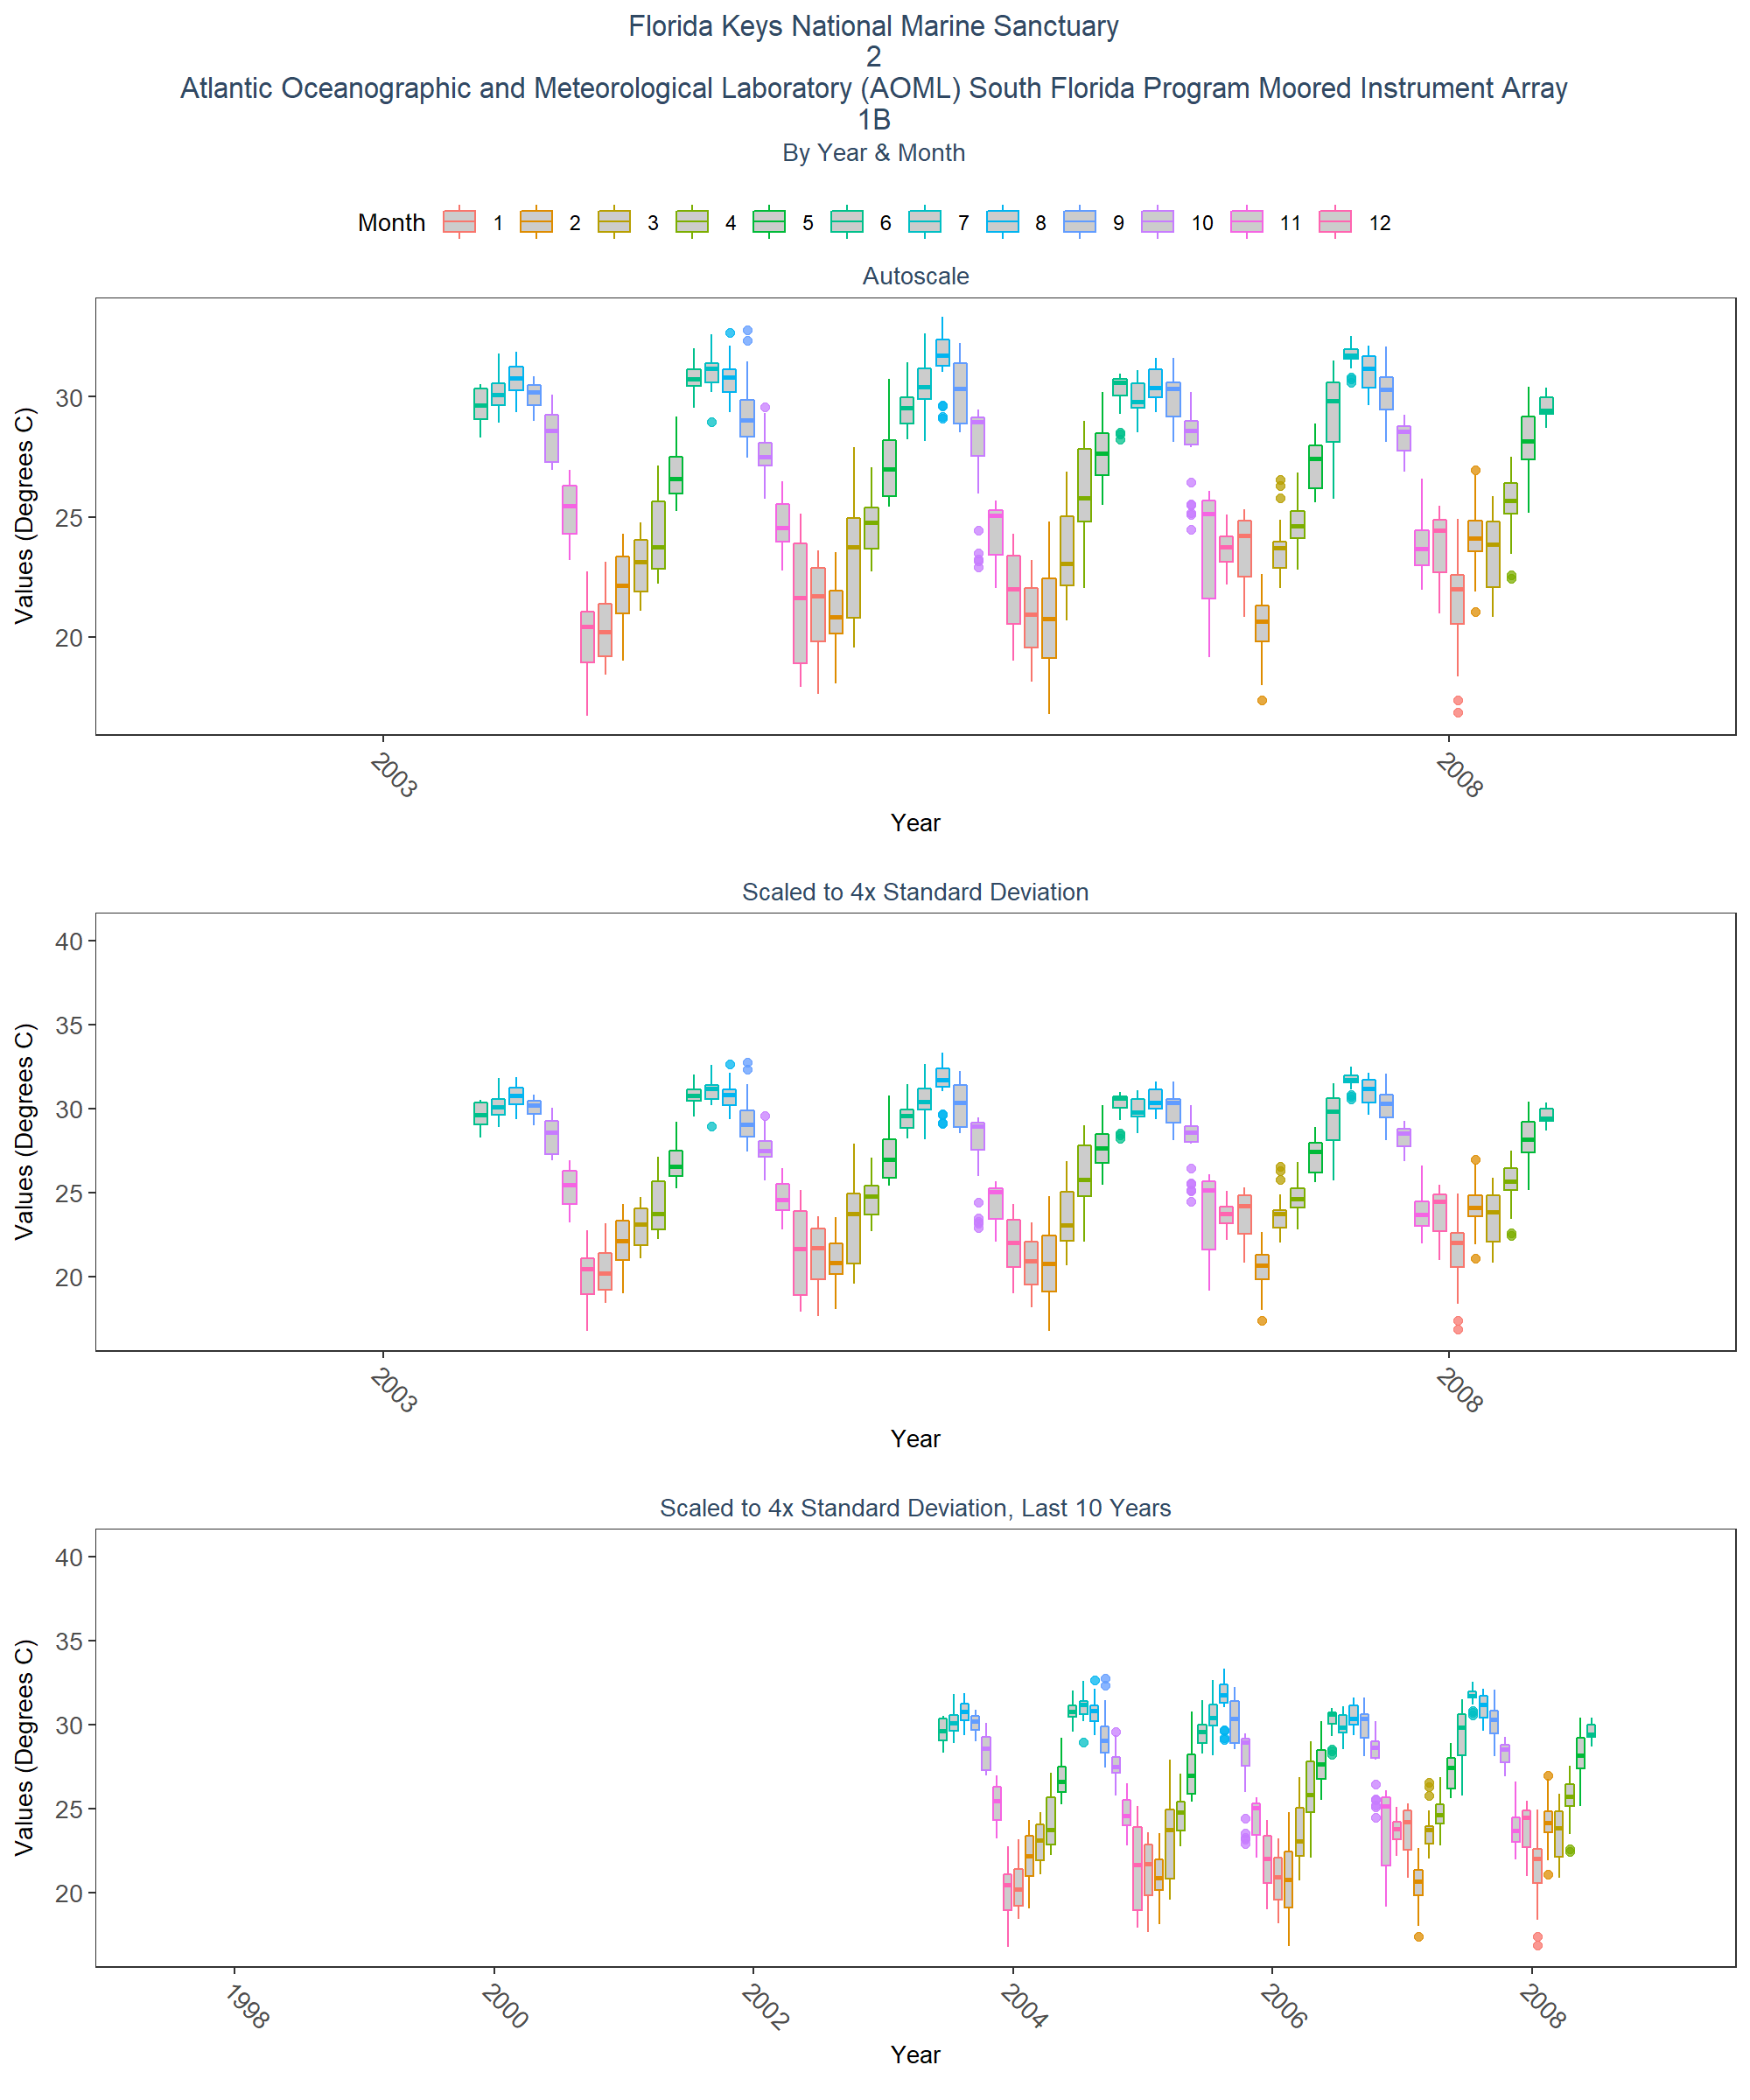 Florida Keys National Marine Sanctuary
2
Atlantic Oceanographic and Meteorological Laboratory (AOML) South Florida Program Moored Instrument Array
1B
By Year & Month
Month 1 2 3 4 5 6 7 8 9 10 11 12
Autoscale
Values (Degrees C)
30
25
20
2003 2008
Year
Scaled to 4x Standard Deviation
Values (Degrees C)
40
35
30
25
20
2003 2008
Year
Scaled to 4x Standard Deviation, Last 10 Years
Values (Degrees C)
40
35
30
25
20
1998 2000 2002 2004 2006 2008
Year